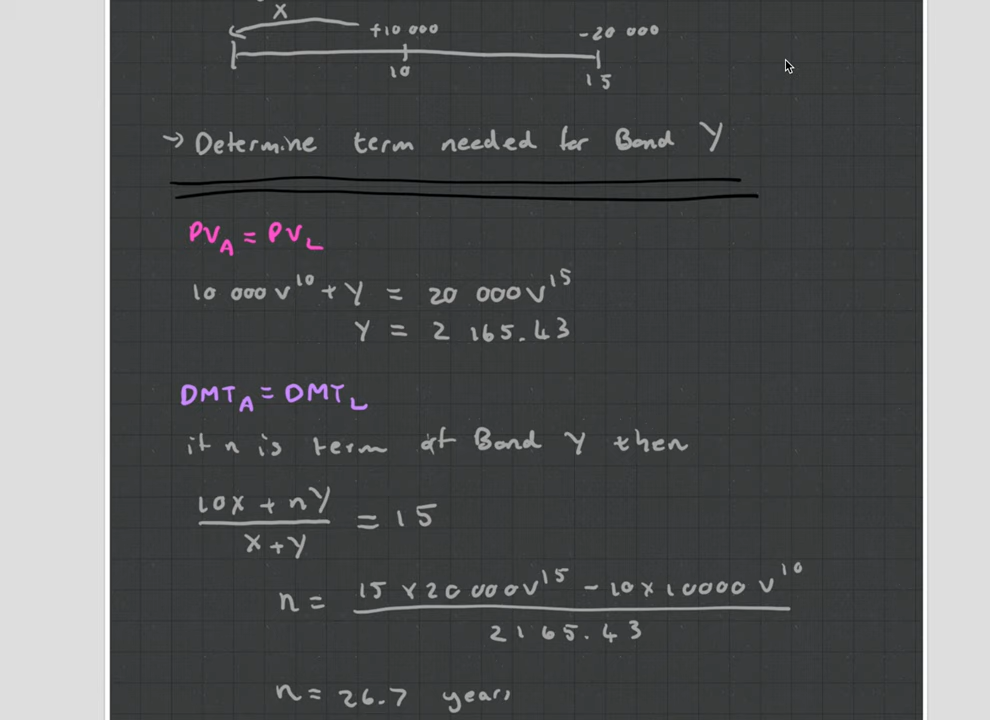 X
+10 000
-20 000
10
15
→ Determine term needed for Bond Y
PV_A = PV_L
10 000v^10 + Y = 20 000v^15
Y = 2 165.43
DMT_A = DMT_L
if n is term of Bond Y then
10X + nY / X+Y = 15
n = 15 × 20 000v^15 - 10 × 10000 v^10 / 2165.43
n = 26.7 years